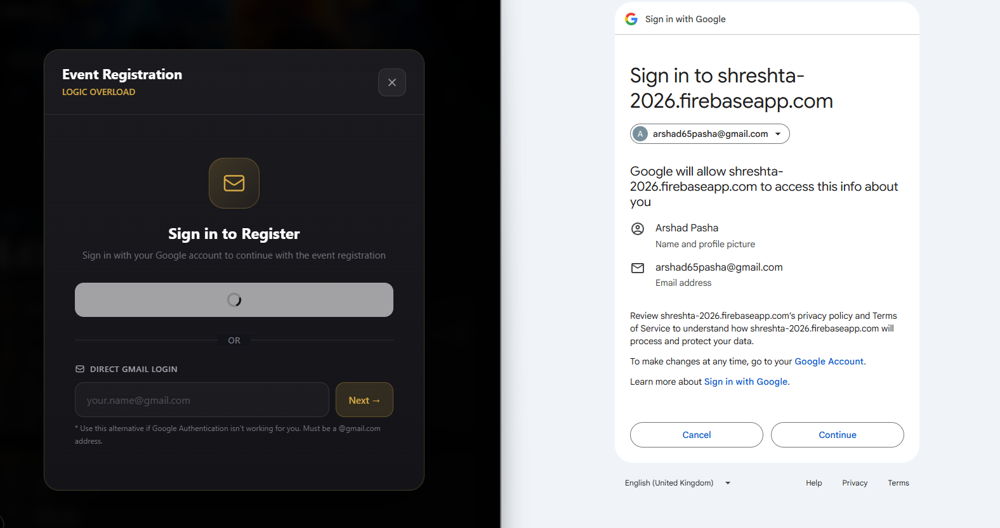 Event Registration
LOGIC OVERLOAD
Sign in to Register
Sign in with your Google account to continue with the event registration
OR
DIRECT GMAIL LOGIN
your.name@gmail.com
Next →
* Use this alternative if Google Authentication isn't working for you. Must be a @gmail.com
address.
Sign in with Google
Sign in to shreshta-
2026.firebaseapp.com
A arshad65pasha@gmail.com
Google will allow shreshta-
2026.firebaseapp.com to access this info about
you
Arshad Pasha
Name and profile picture
arshad65pasha@gmail.com
Email address
Review shreshta-2026.firebaseapp.com's privacy policy and Terms
of Service to understand how shreshta-2026.firebaseapp.com will
process and protect your data.
To make changes at any time, go to your Google Account.
Learn more about Sign in with Google.
Cancel Continue
English (United Kingdom) Help Privacy Terms